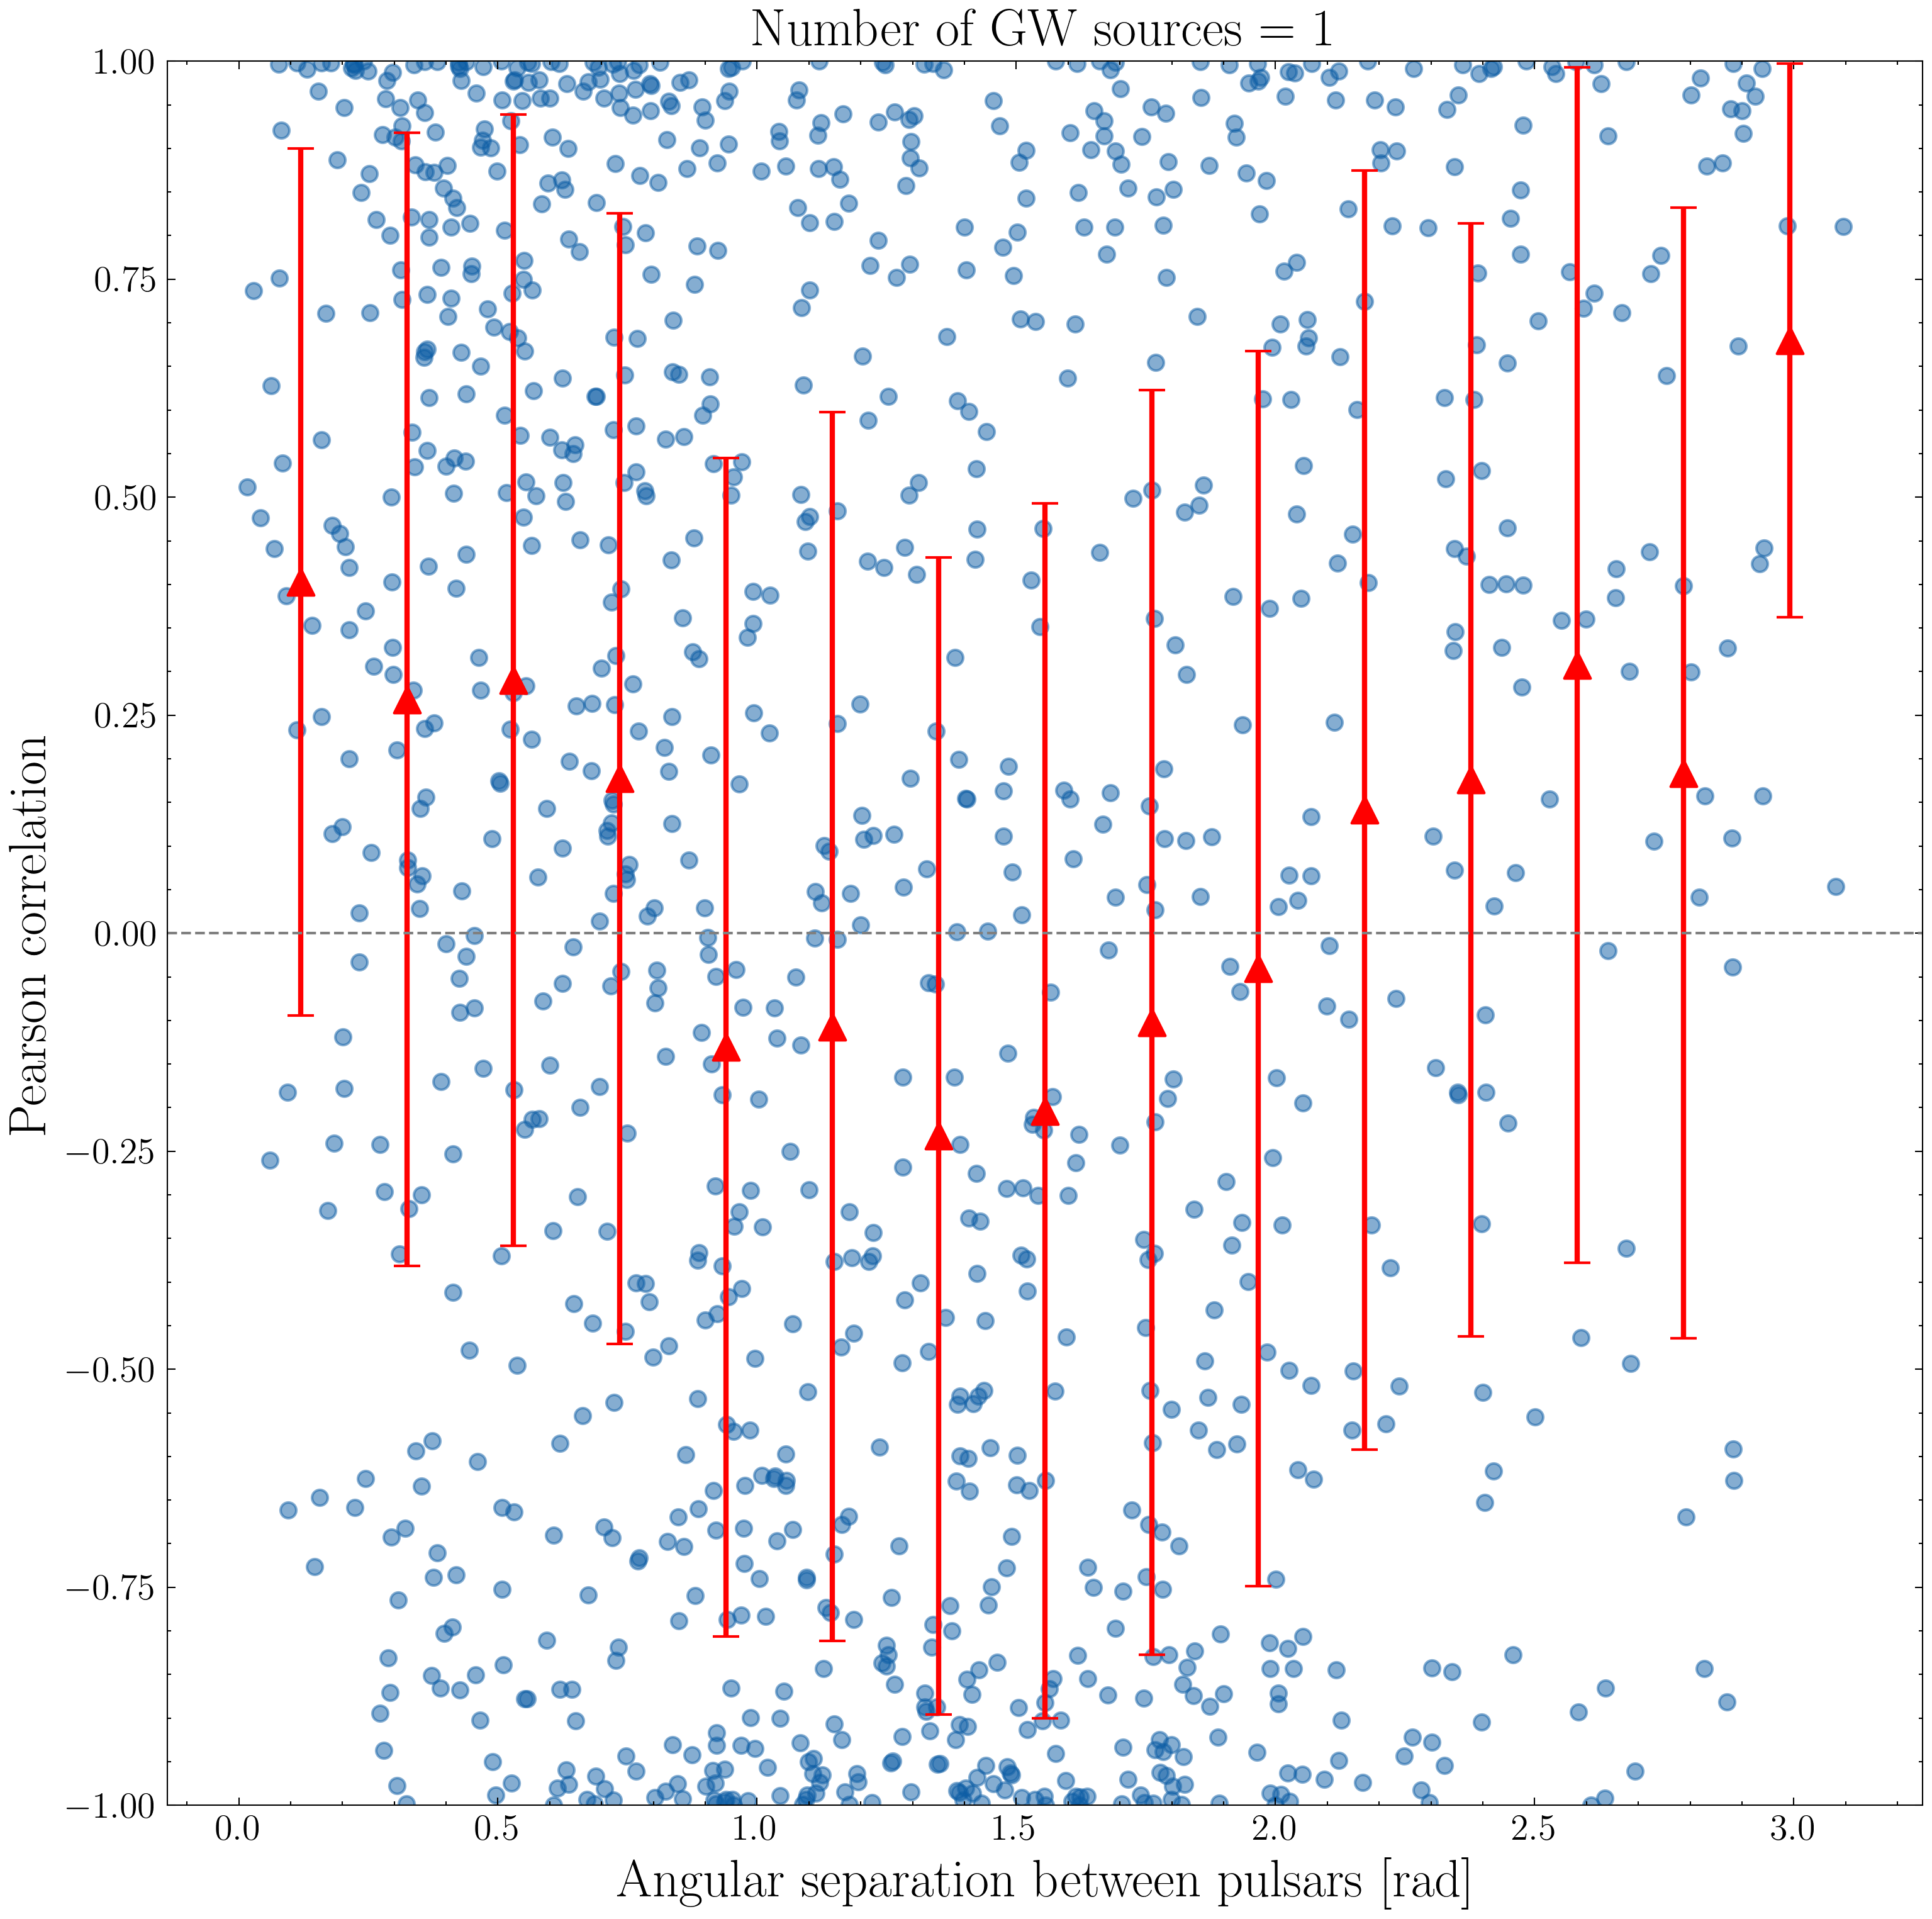 Number of GW sources = 1
1.00
0.75
0.50
0.25
0.00
−0.25
−0.50
−0.75
−1.00
Pearson correlation
0.0 0.5 1.0 1.5 2.0 2.5 3.0
Angular separation between pulsars [rad]